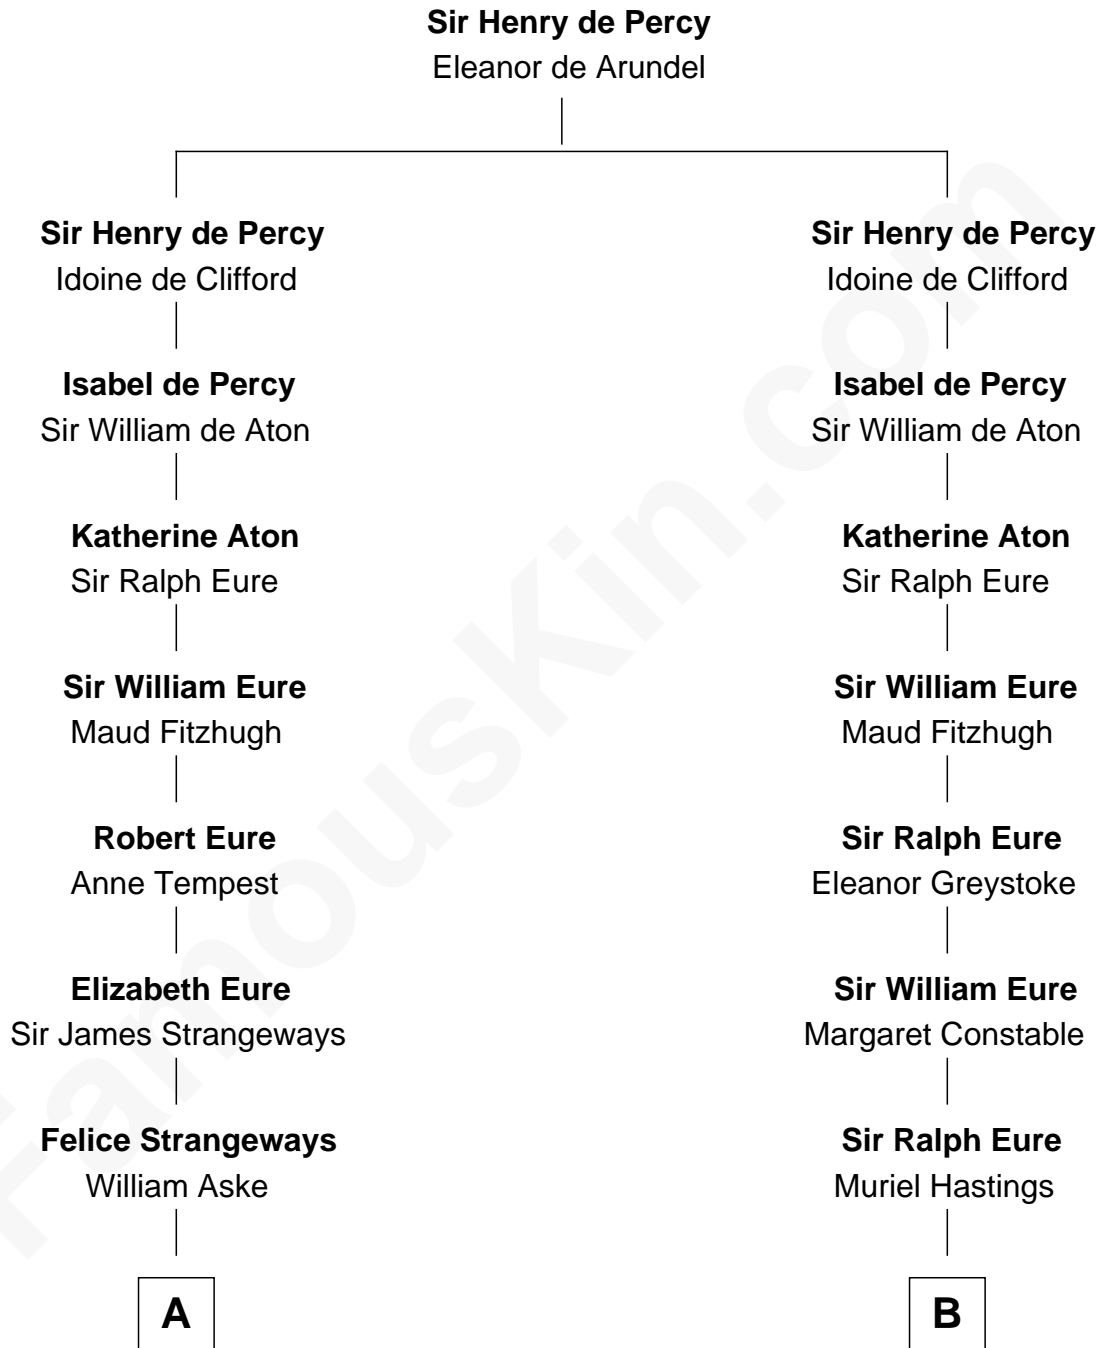 Sir Henry de Percy
Eleanor de Arundel
Sir Henry de Percy
Idoine de Clifford
Isabel de Percy
Sir William de Aton
Katherine Aton
Sir Ralph Eure
Sir William Eure
Maud Fitzhugh
Robert Eure
Anne Tempest
Elizabeth Eure
Sir James Strangeways
Felice Strangeways
William Aske
A
Sir Henry de Percy
Idoine de Clifford
Isabel de Percy
Sir William de Aton
Katherine Aton
Sir Ralph Eure
Sir William Eure
Maud Fitzhugh
Sir Ralph Eure
Eleanor Greystoke
Sir William Eure
Margaret Constable
Sir Ralph Eure
Muriel Hastings
B
FamousKin.com